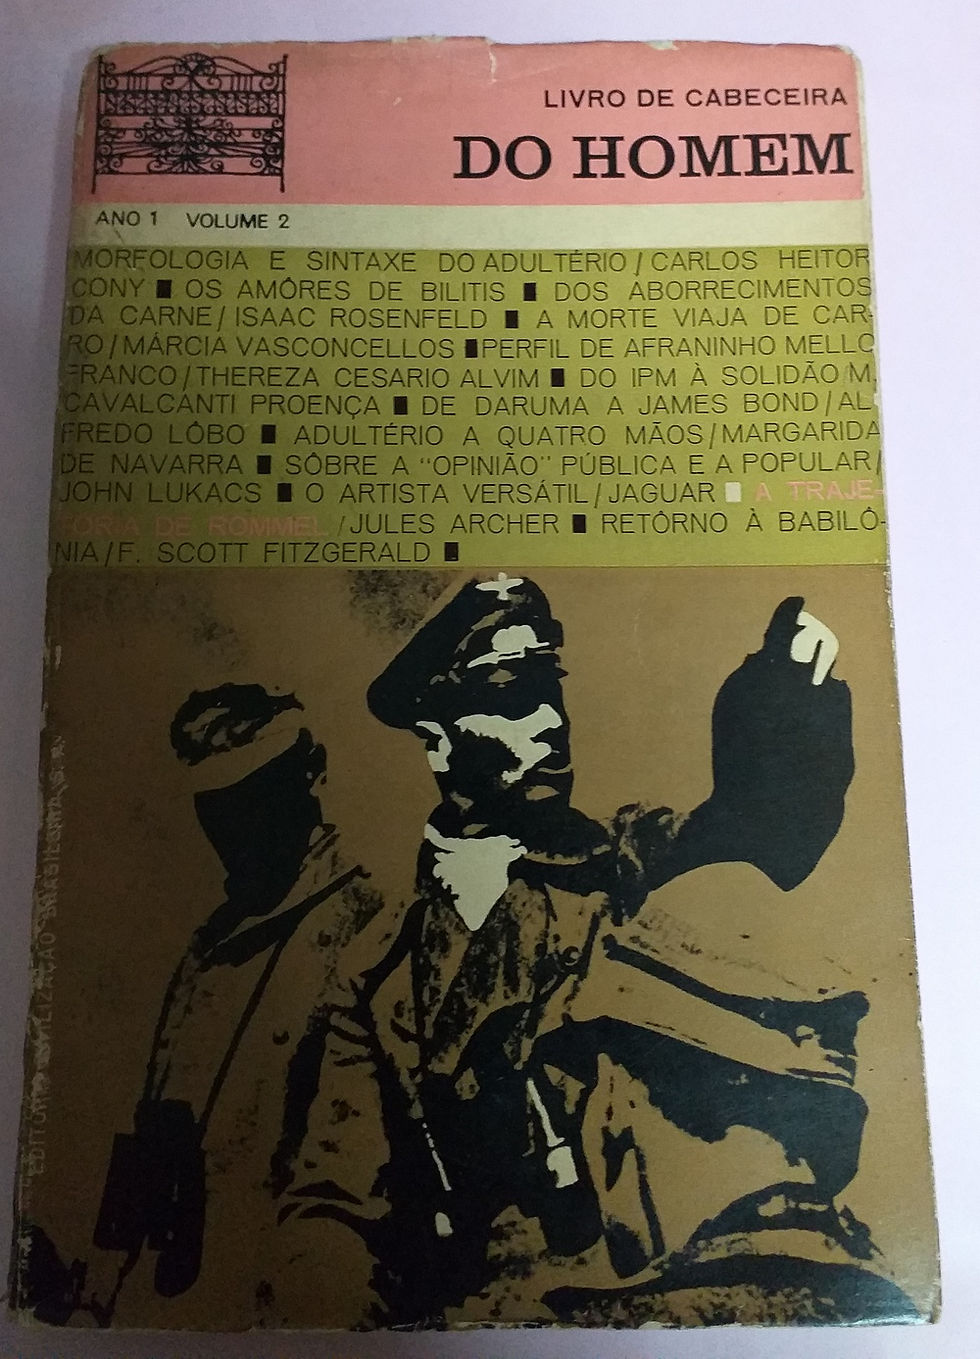 LIVRO DE CABECEIRA
DO HOMEM
ANO 1 VOLUME 2
MORFOLOGIA E SINTAXE DO ADULTÉRIO / CARLOS HEITOR
CONY ■ OS AMÔRES DE BILITIS ■ DOS ABORRECIMENTOS
DA CARNE / ISAAC ROSENFELD ■ A MORTE VIAJA DE CAR-
RO / MÁRCIA VASCONCELLOS ■ PERFIL DE AFRANINHO MELLO
FRANCO / THEREZA CESARIO ALVIM ■ DO IPM À SOLIDÃO / M.
CAVALCANTI PROENÇA ■ DE DARUMA A JAMES BOND / AL-
FREDO LÔBO ■ ADULTÉRIO A QUATRO MÃOS / MARGARIDA
DE NAVARRA ■ SÔBRE A "OPINIÃO" PÚBLICA E A POPULAR /
JOHN LUKACS ■ O ARTISTA VERSÁTIL / JAGUAR ■ A TRAJE-
TÓRIA DE ROMMEL / JULES ARCHER ■ RETÔRNO À BABILÔ-
NIA / F. SCOTT FITZGERALD ■
EDITORA CIVILIZAÇÃO BRASILEIRA S.